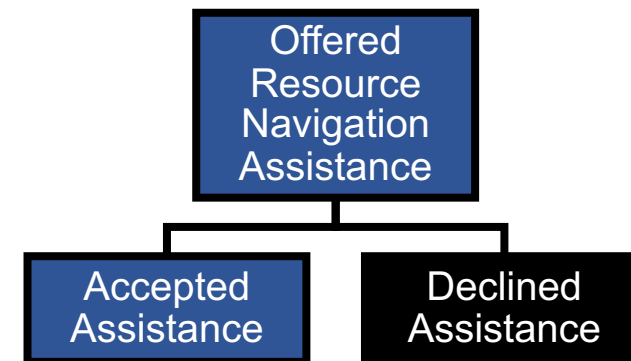 Offered
Resource
Navigation
Assistance
Accepted
Assistance
Declined
Assistance